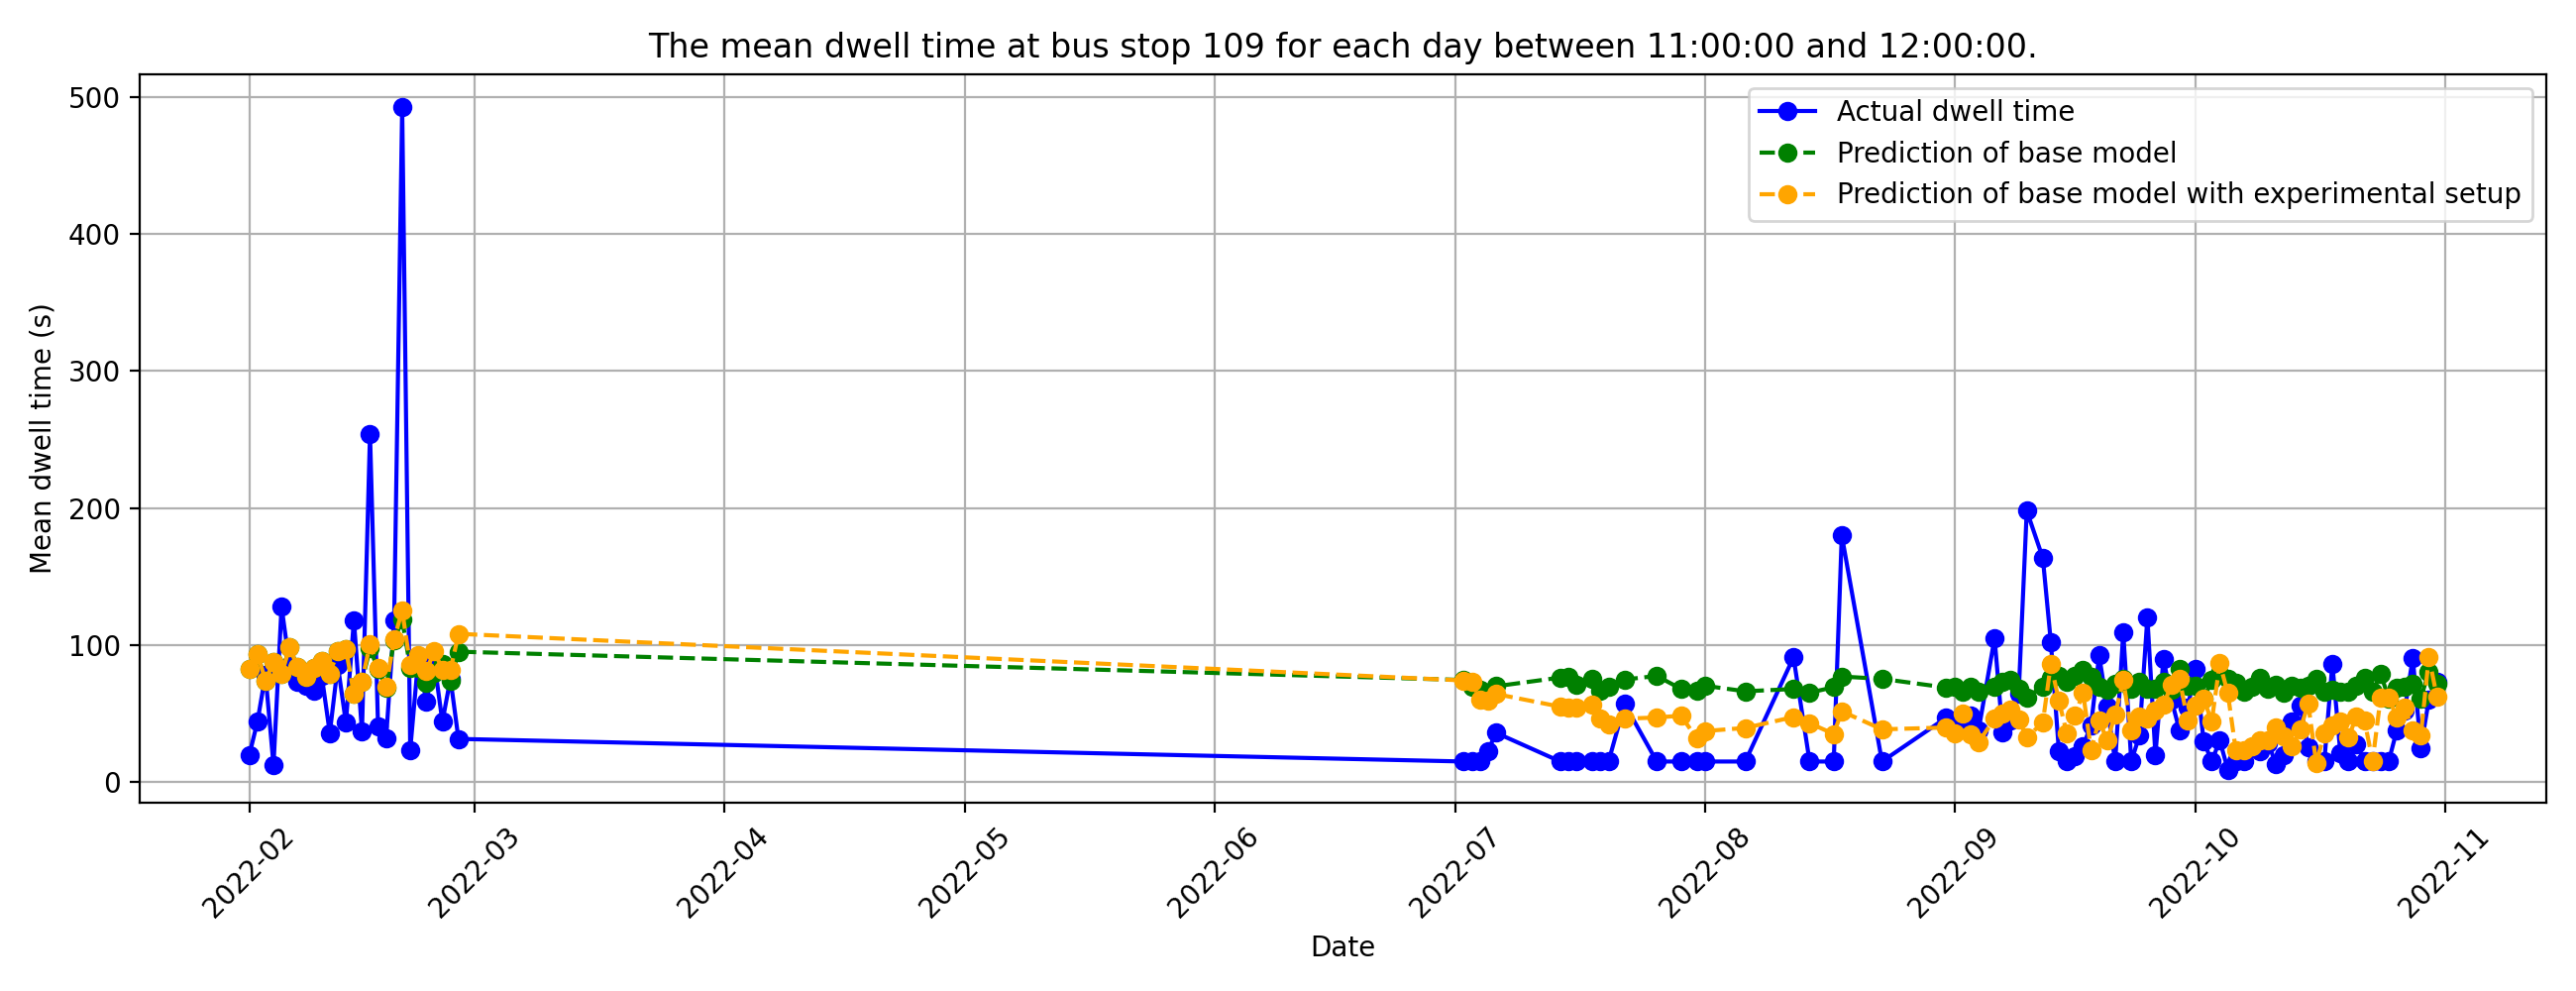 The mean dwell time at bus stop 109 for each day between 11:00:00 and 12:00:00.
Mean dwell time (s)
500
400
300
200
100
0
Actual dwell time
Prediction of base model
Prediction of base model with experimental setup
2022-02
2022-03
2022-04
2022-05
2022-06
2022-07
2022-08
2022-09
2022-10
2022-11
Date